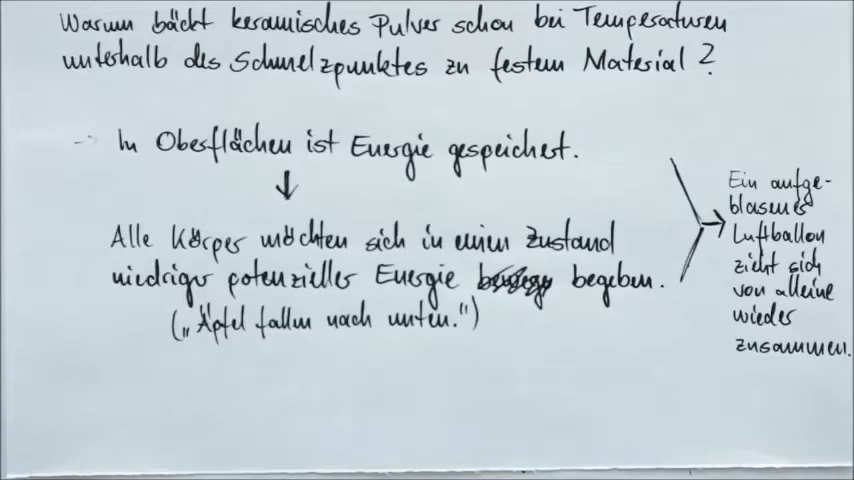 Warum bäckt keramisches Pulver schon bei Temperaturen
unterhalb des Schmelzpunktes zu festem Material?
→ In Oberflächen ist Energie gespeichert.
↓
Alle Körper möchten sich in einen Zustand
niedriger potenzieller Energie begeben.
(„Äpfel fallen nach unten.“)
Ein aufge-
blasener
Luftballon
zieht sich
von alleine
wieder
zusammen.